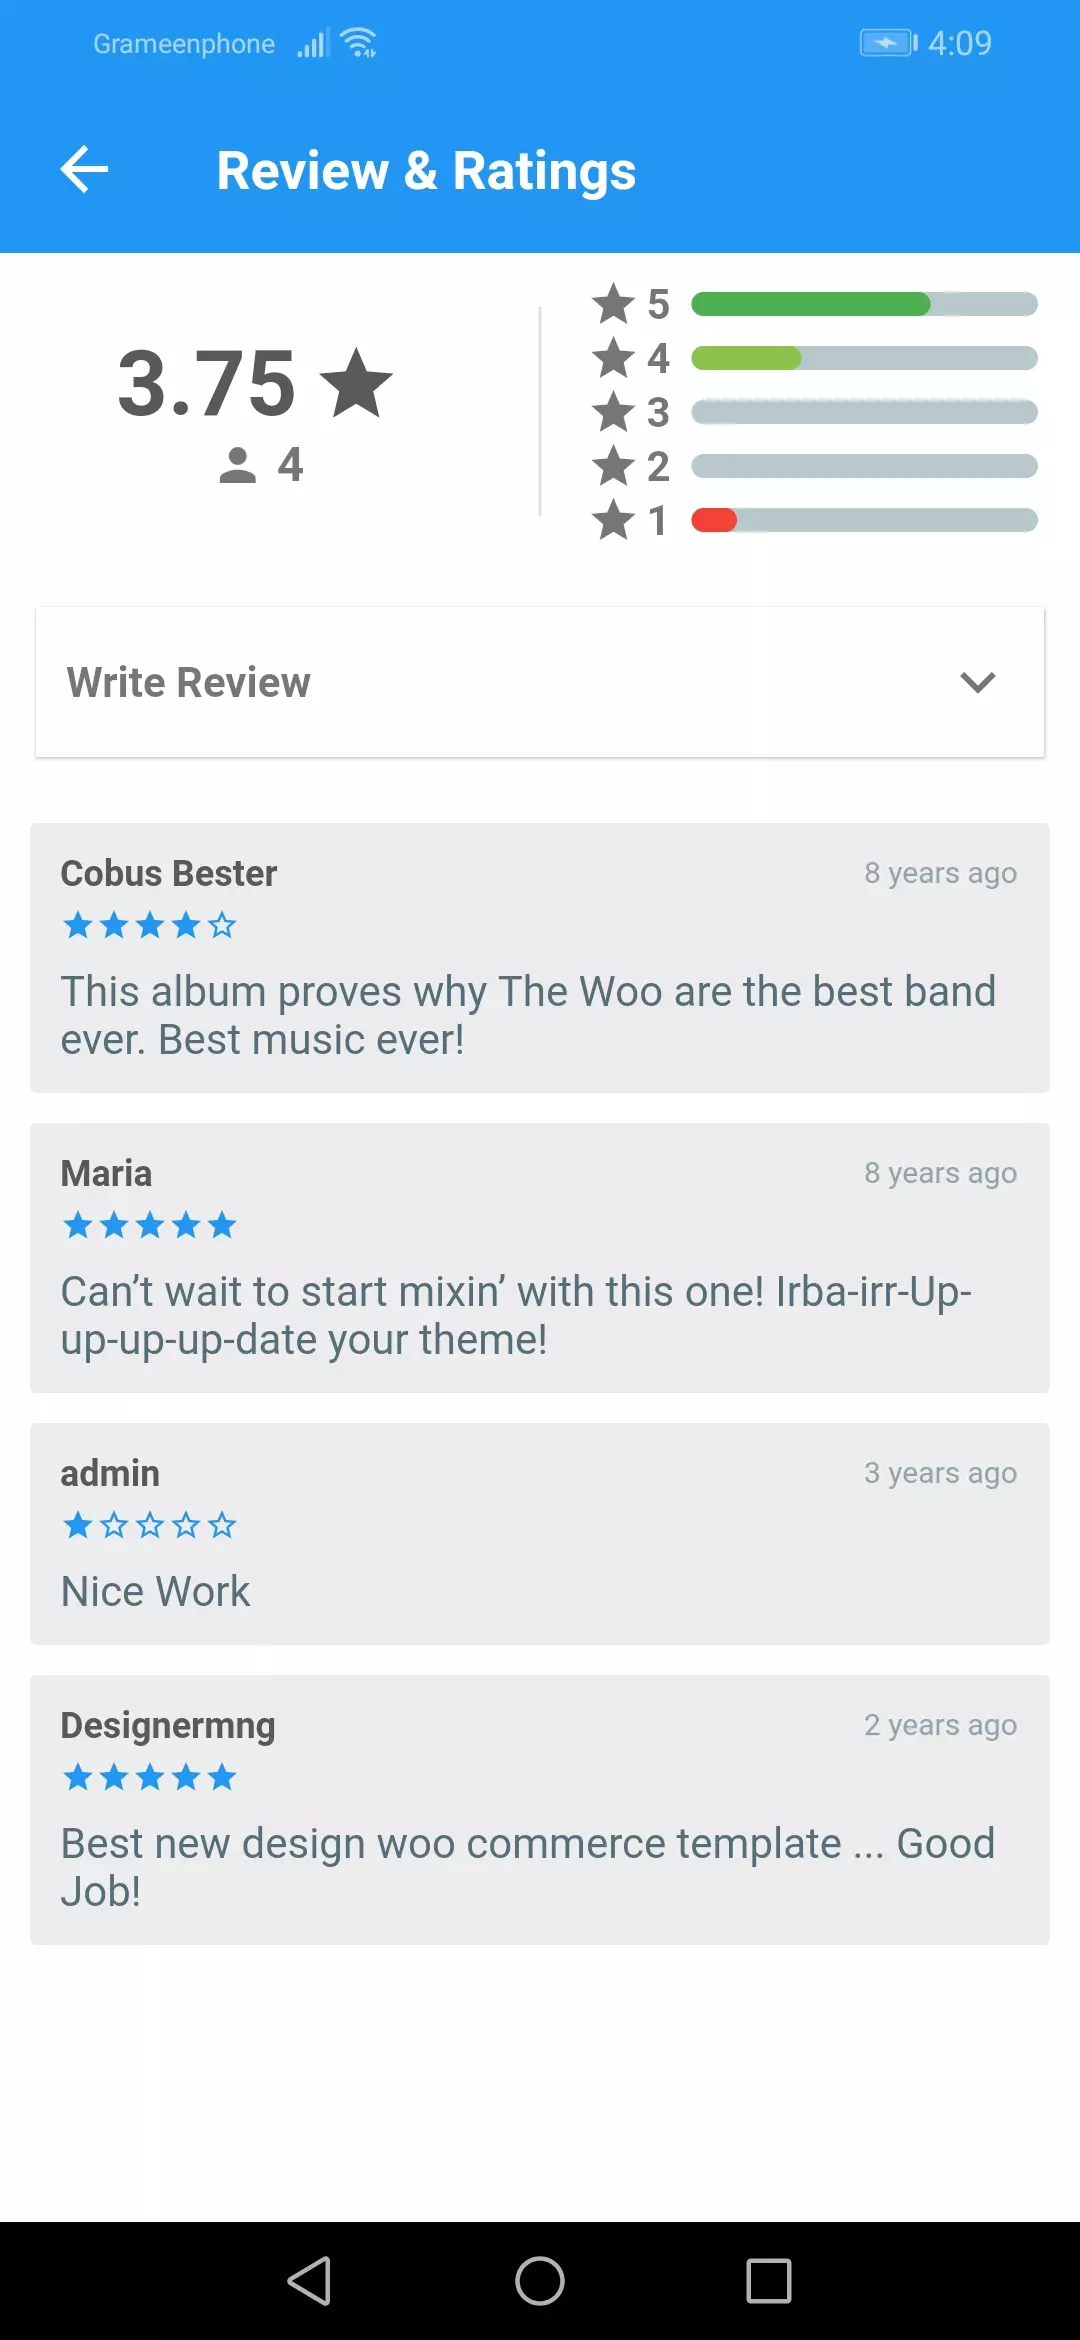 Grameenphone
4:09
Review & Ratings
3.75
4
5
4
3
2
1
Write Review
Cobus Bester
8 years ago
This album proves why The Woo are the best band
ever. Best music ever!
Maria
8 years ago
Can’t wait to start mixin’ with this one! Irba-irr-Up-
up-up-up-date your theme!
admin
3 years ago
Nice Work
Designermng
2 years ago
Best new design woo commerce template ... Good
Job!